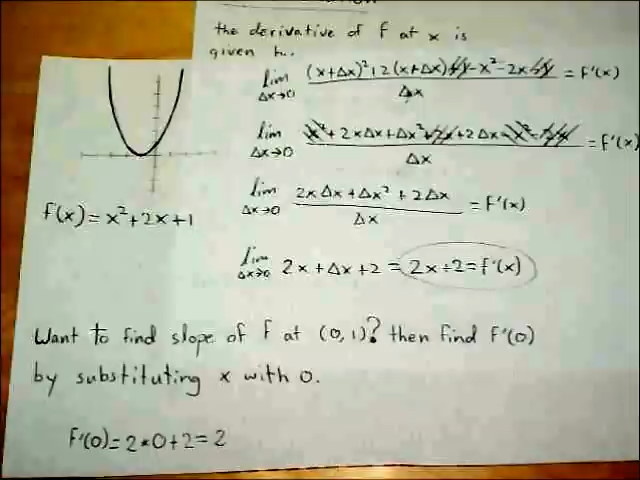 the derivative of f at x is
given
lim Δx→0 (x+Δx)²+2(x+Δx)+1-x²-2x-1 / Δx = f'(x)
lim Δx→0 x²+2xΔx+Δx²+2x+2Δx-x²-2x / Δx = f'(x)
lim Δx→0 2xΔx+Δx²+2Δx / Δx = f'(x)
f(x)=x²+2x+1
lim Δx→0 2x+Δx+2 = 2x+2=f'(x)
Want to find slope of f at (0,1)? then find f'(0)
by substituting x with 0.
f'(0)=2*0+2=2